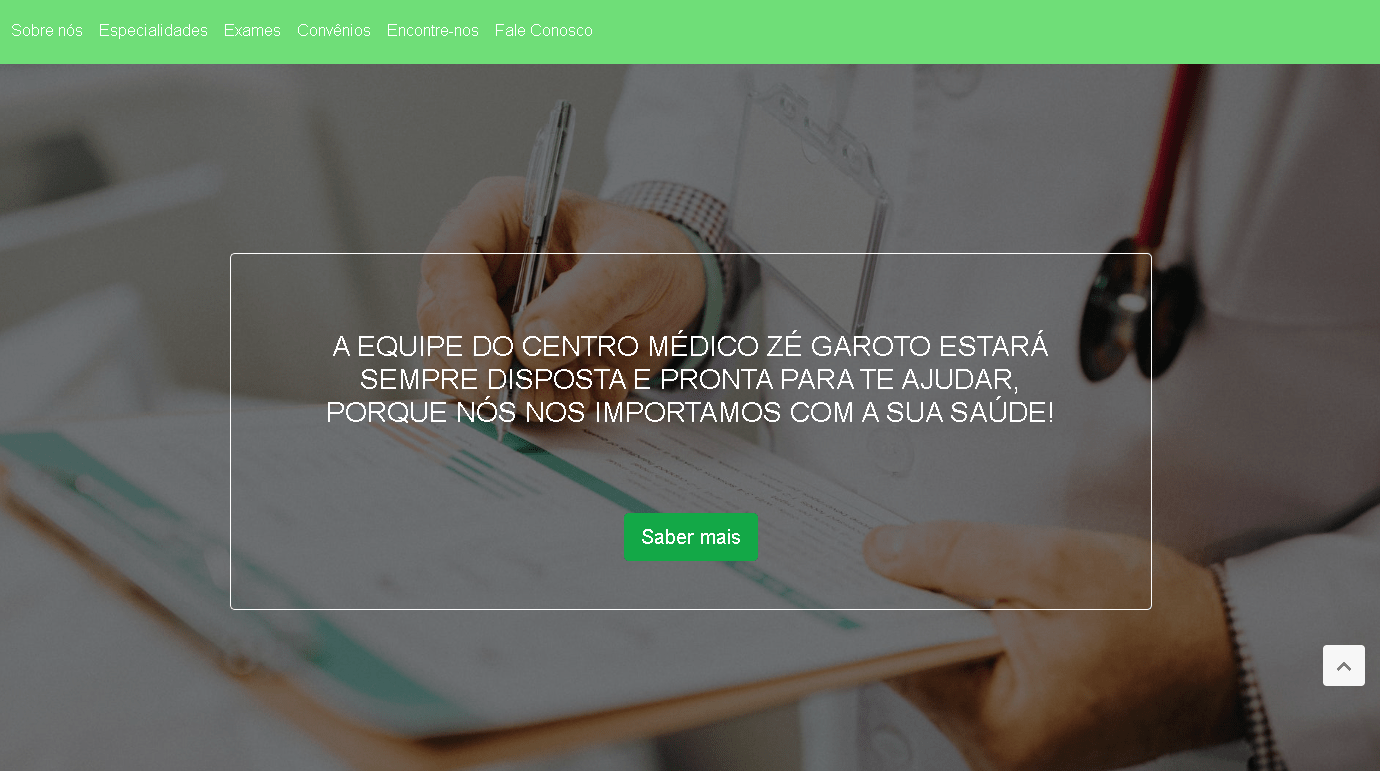 Sobre nós Especialidades Exames Convênios Encontre-nos Fale Conosco
A EQUIPE DO CENTRO MÉDICO ZÉ GAROTO ESTARÁ
SEMPRE DISPOSTA E PRONTA PARA TE AJUDAR,
PORQUE NÓS NOS IMPORTAMOS COM A SUA SAÚDE!
Saber mais